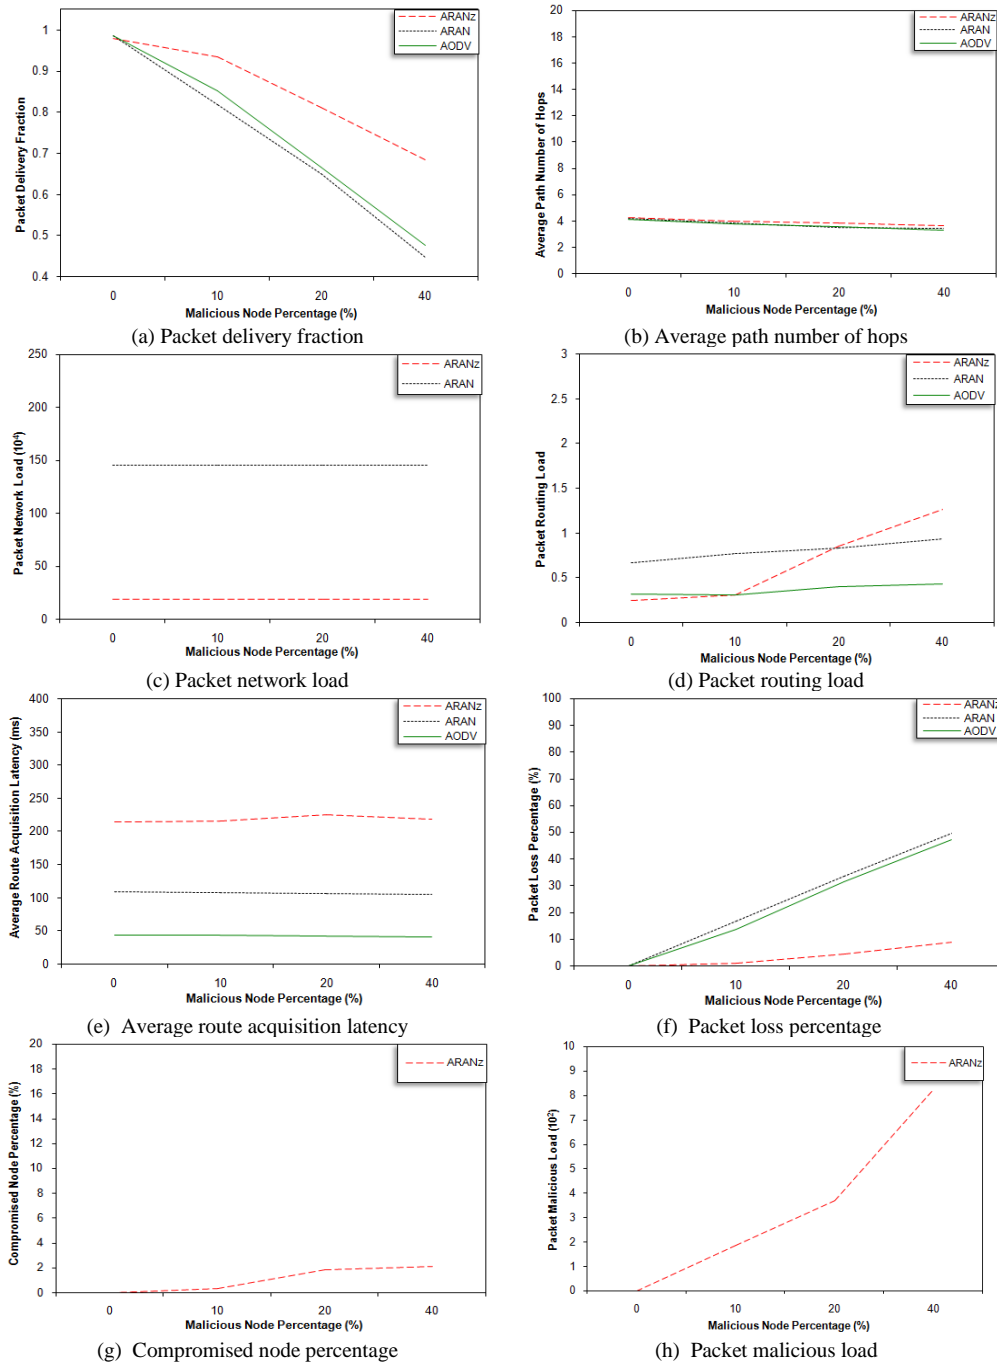 ARANz
ARAN
AODV
1
0.9
0.8
0.7
0.6
0.5
0.4
Packet Delivery Fraction
0 10 20 40
Malicious Node Percentage (%)
(a) Packet delivery fraction
ARANz
ARAN
AODV
20
18
16
14
12
10
8
6
4
2
0
Average Path Number of Hops
0 10 20 40
Malicious Node Percentage (%)
(b) Average path number of hops
ARANz
ARAN
250
200
150
100
50
0
Packet Network Load (10⁴)
0 10 20 40
Malicious Node Percentage (%)
(c) Packet network load
ARANz
ARAN
AODV
3
2.5
2
1.5
1
0.5
0
Packet Routing Load
0 10 20 40
Malicious Node Percentage (%)
(d) Packet routing load
ARANz
ARAN
AODV
400
350
300
250
200
150
100
50
0
Average Route Acquisition Latency (ms)
0 10 20 40
Malicious Node Percentage (%)
(e) Average route acquisition latency
ARANz
ARAN
AODV
100
90
80
70
60
50
40
30
20
10
0
Packet Loss Percentage (%)
0 10 20 40
Malicious Node Percentage (%)
(f) Packet loss percentage
ARANz
20
18
16
14
12
10
8
6
4
2
0
Compromised Node Percentage (%)
0 10 20 40
Malicious Node Percentage (%)
(g) Compromised node percentage
ARANz
10
9
8
7
6
5
4
3
2
1
0
Packet Malicious Load (10²)
0 10 20 40
Malicious Node Percentage (%)
(h) Packet malicious load